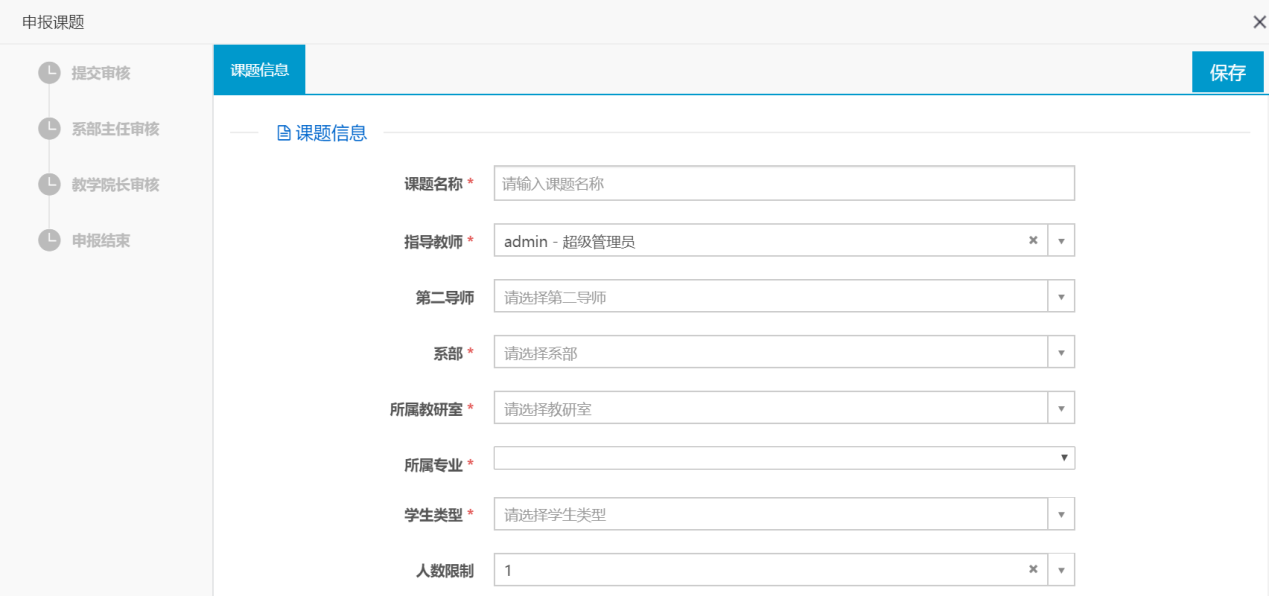 申报课题
提交审核
系部主任审核
教学院长审核
申报结束
课题信息
保存
课题信息
课题名称 * 请输入课题名称
指导教师 * admin - 超级管理员
第二导师 请选择第二导师
系部 * 请选择系部
所属教研室 * 请选择教研室
所属专业 *
学生类型 * 请选择学生类型
人数限制 1